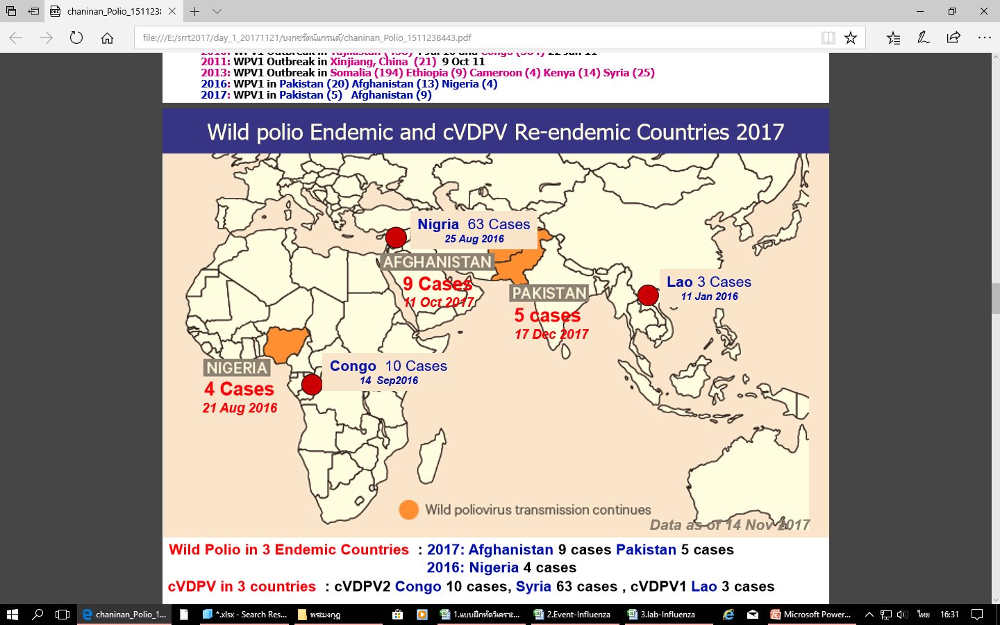 chaninan_Polio_151123
file:///E:/srrt2017/day_1_20171121/บงกชรัตน์แกรนด์/chaninan_Polio_1511238443.pdf
2011: WPV1 Outbreak in Xinjiang, China (21) 9 Oct 11
2013: WPV1 Outbreak in Somalia (194) Ethiopia (9) Cameroon (4) Kenya (14) Syria (25)
2016: WPV1 in Pakistan (20) Afghanistan (13) Nigeria (4)
2017: WPV1 in Pakistan (5) Afghanistan (9)
Wild polio Endemic and cVDPV Re-endemic Countries 2017
Nigria 63 Cases
25 Aug 2016
AFGHANISTAN
9 Cases
11 Oct 2017
PAKISTAN
5 cases
17 Dec 2017
Lao 3 Cases
11 Jan 2016
NIGERIA
4 Cases
21 Aug 2016
Congo 10 Cases
14 Sep2016
Wild poliovirus transmission continues
Data as of 14 Nov 2017
Wild Polio in 3 Endemic Countries : 2017: Afghanistan 9 cases Pakistan 5 cases
2016: Nigeria 4 cases
cVDPV in 3 countries : cVDPV2 Congo 10 cases, Syria 63 cases , cVDPV1 Lao 3 cases
chaninan_Polio_1...
*.xlsx - Search Res...
พระมงกุฎ
1.แบบฝึกหัดวิเคราะ...
2.Event-Influenza
3.lab-Influenza
Microsoft Power...
ไทย
16:31